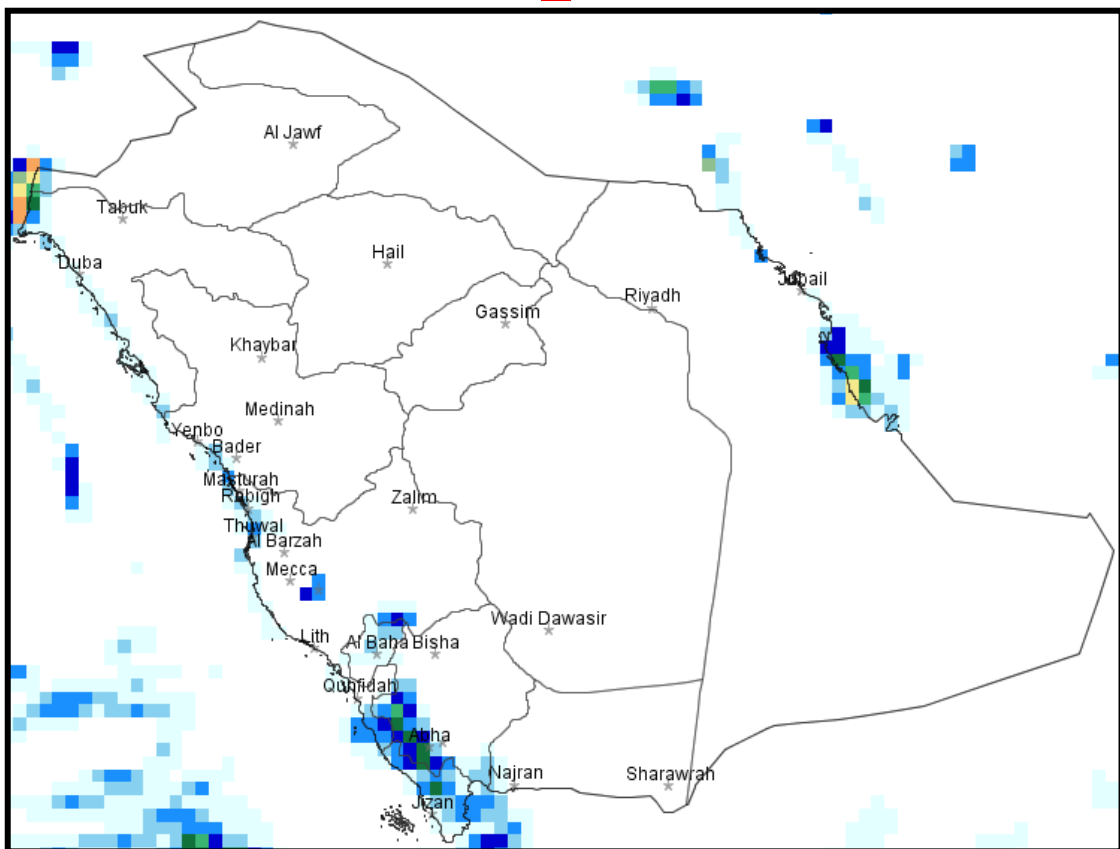 Al Jawf
Tabuk
Hail
Duba
Jubail
Riyadh
Gassim
Khaybar
Medinah
Yenbo
Bader
Masturah
Rabigh
Zalim
Thuwal
Al Barzah
Mecca
Wadi Dawasir
Lith
Al Baha
Bisha
Qunfidah
Abha
Najran
Sharawrah
Jizan